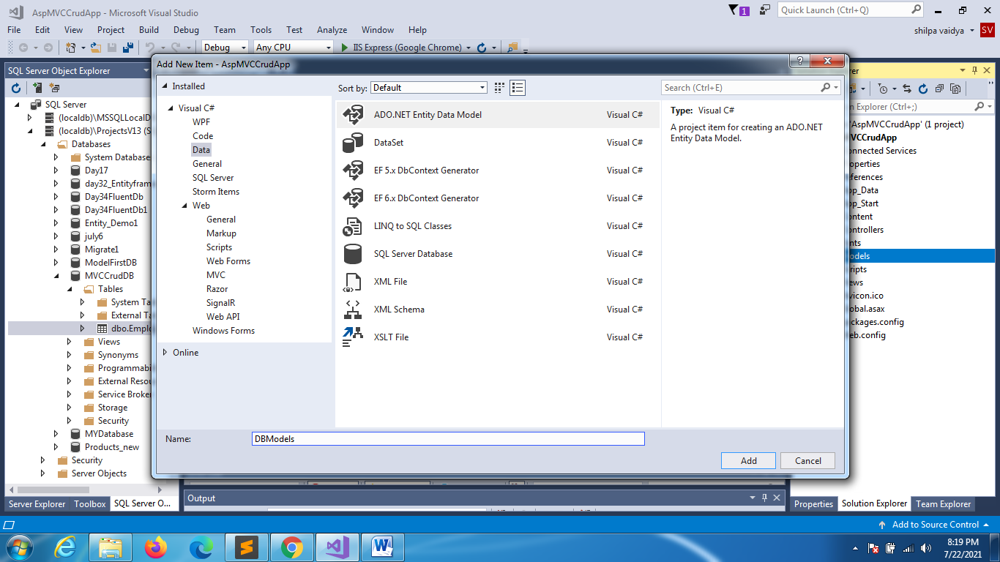 AspMVCCrudApp - Microsoft Visual Studio
1
Quick Launch (Ctrl+Q)
File Edit View Project Build Debug Team Tools Test Analyze Window Help
shilpa vaidya
SV
Debug
Any CPU
IIS Express (Google Chrome)
SQL Server Object Explorer
SQL Server
(localdb)\MSSQLLocalD
(localdb)\ProjectsV13 (S
Databases
System Database
Day17
day32_Entityfram
Day34FluentDb
Day34FluentDb1
Entity_Demo1
july6
Migrate1
ModelFirstDB
MVCCrudDB
Tables
System Ta
External Ta
dbo.Emplo
Views
Synonyms
Programmabi
External Resou
Service Broker
Storage
Security
MYDatabase
Products_new
Security
Server Objects
Server Explorer
Toolbox
SQL Server O...
Add New Item - AspMVCCrudApp
?
Installed
Visual C#
WPF
Code
Data
General
SQL Server
Storm Items
Web
General
Markup
Scripts
Web Forms
MVC
Razor
SignalR
Web API
Windows Forms
Online
Sort by: Default
Search (Ctrl+E)
ADO.NET Entity Data Model Visual C#
DataSet Visual C#
EF 5.x DbContext Generator Visual C#
EF 6.x DbContext Generator Visual C#
LINQ to SQL Classes Visual C#
SQL Server Database Visual C#
XML File Visual C#
XML Schema Visual C#
XSLT File Visual C#
Type: Visual C#
A project item for creating an ADO.NET
Entity Data Model.
Name: DBModels
Add
Cancel
Output
rer
n Explorer (Ctrl+;)
'AspMVCCrudApp' (1 project)
VCCrudApp
onnected Services
operties
ferences
pp_Data
pp_Start
ontent
ontrollers
nts
odels
ripts
ews
vicon.ico
obal.asax
ckages.config
eb.config
Properties
Solution Explorer
Team Explorer
Add to Source Control
8:19 PM
7/22/2021